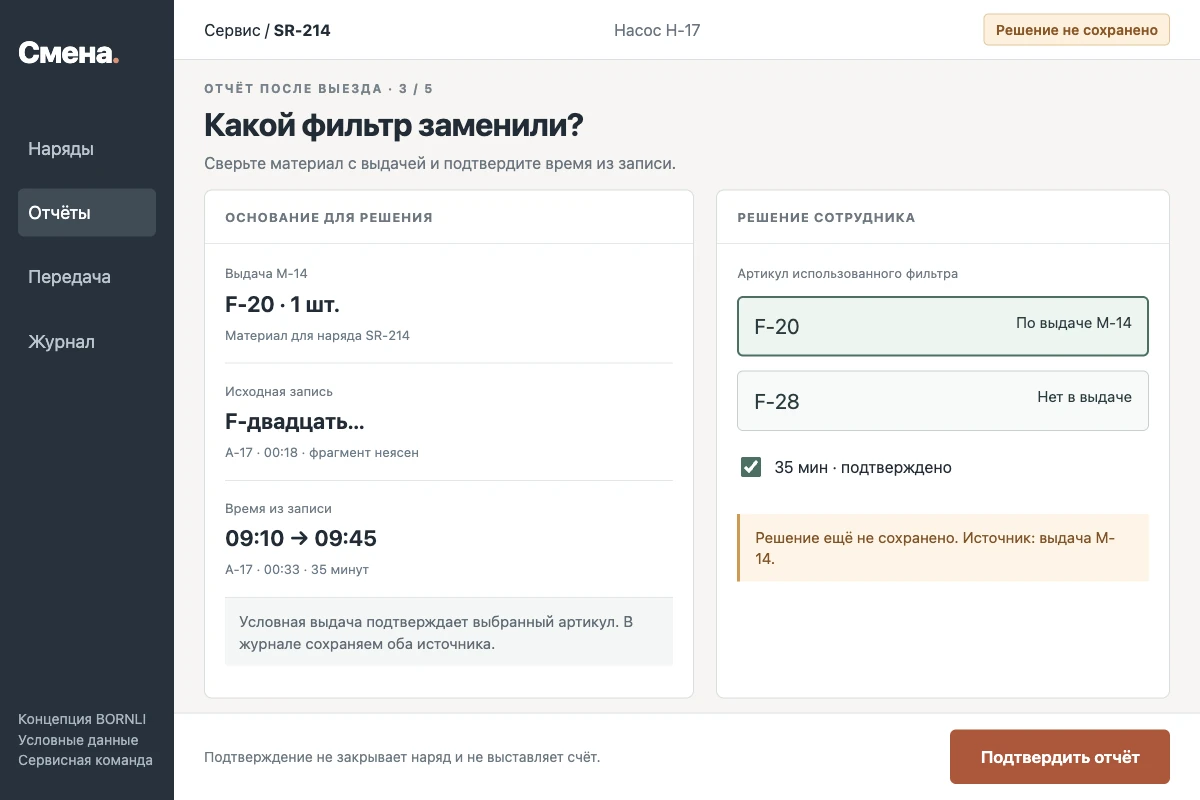 Смена.
Наряды
Отчёты
Передача
Журнал
Концепция BORNLI
Условные данные
Сервисная команда
Сервис / SR-214
Насос Н-17
Решение не сохранено
ОТЧЁТ ПОСЛЕ ВЫЕЗДА · 3 / 5
Какой фильтр заменили?
Сверьте материал с выдачей и подтвердите время из записи.
ОСНОВАНИЕ ДЛЯ РЕШЕНИЯ
Выдача М-14
F-20 · 1 шт.
Материал для наряда SR-214
Исходная запись
F-двадцать…
А-17 · 00:18 · фрагмент неясен
Время из записи
09:10 → 09:45
А-17 · 00:33 · 35 минут
Условная выдача подтверждает выбранный артикул. В
журнале сохраняем оба источника.
РЕШЕНИЕ СОТРУДНИКА
Артикул использованного фильтра
F-20
По выдаче М-14
F-28
Нет в выдаче
35 мин · подтверждено
Решение ещё не сохранено. Источник: выдача М-
14.
Подтверждение не закрывает наряд и не выставляет счёт.
Подтвердить отчёт